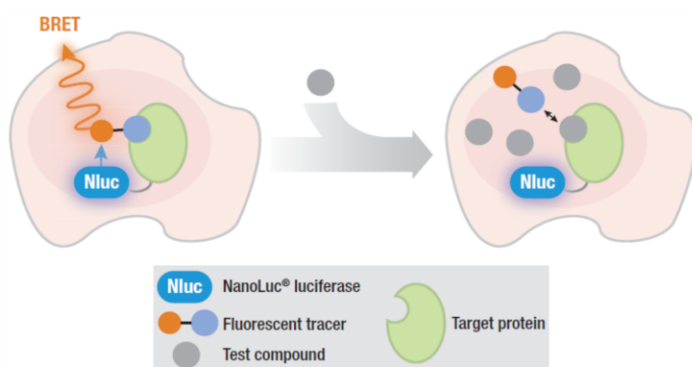 BRET
Nluc
Nluc
Nluc NanoLuc® luciferase
Fluorescent tracer
Target protein
Test compound